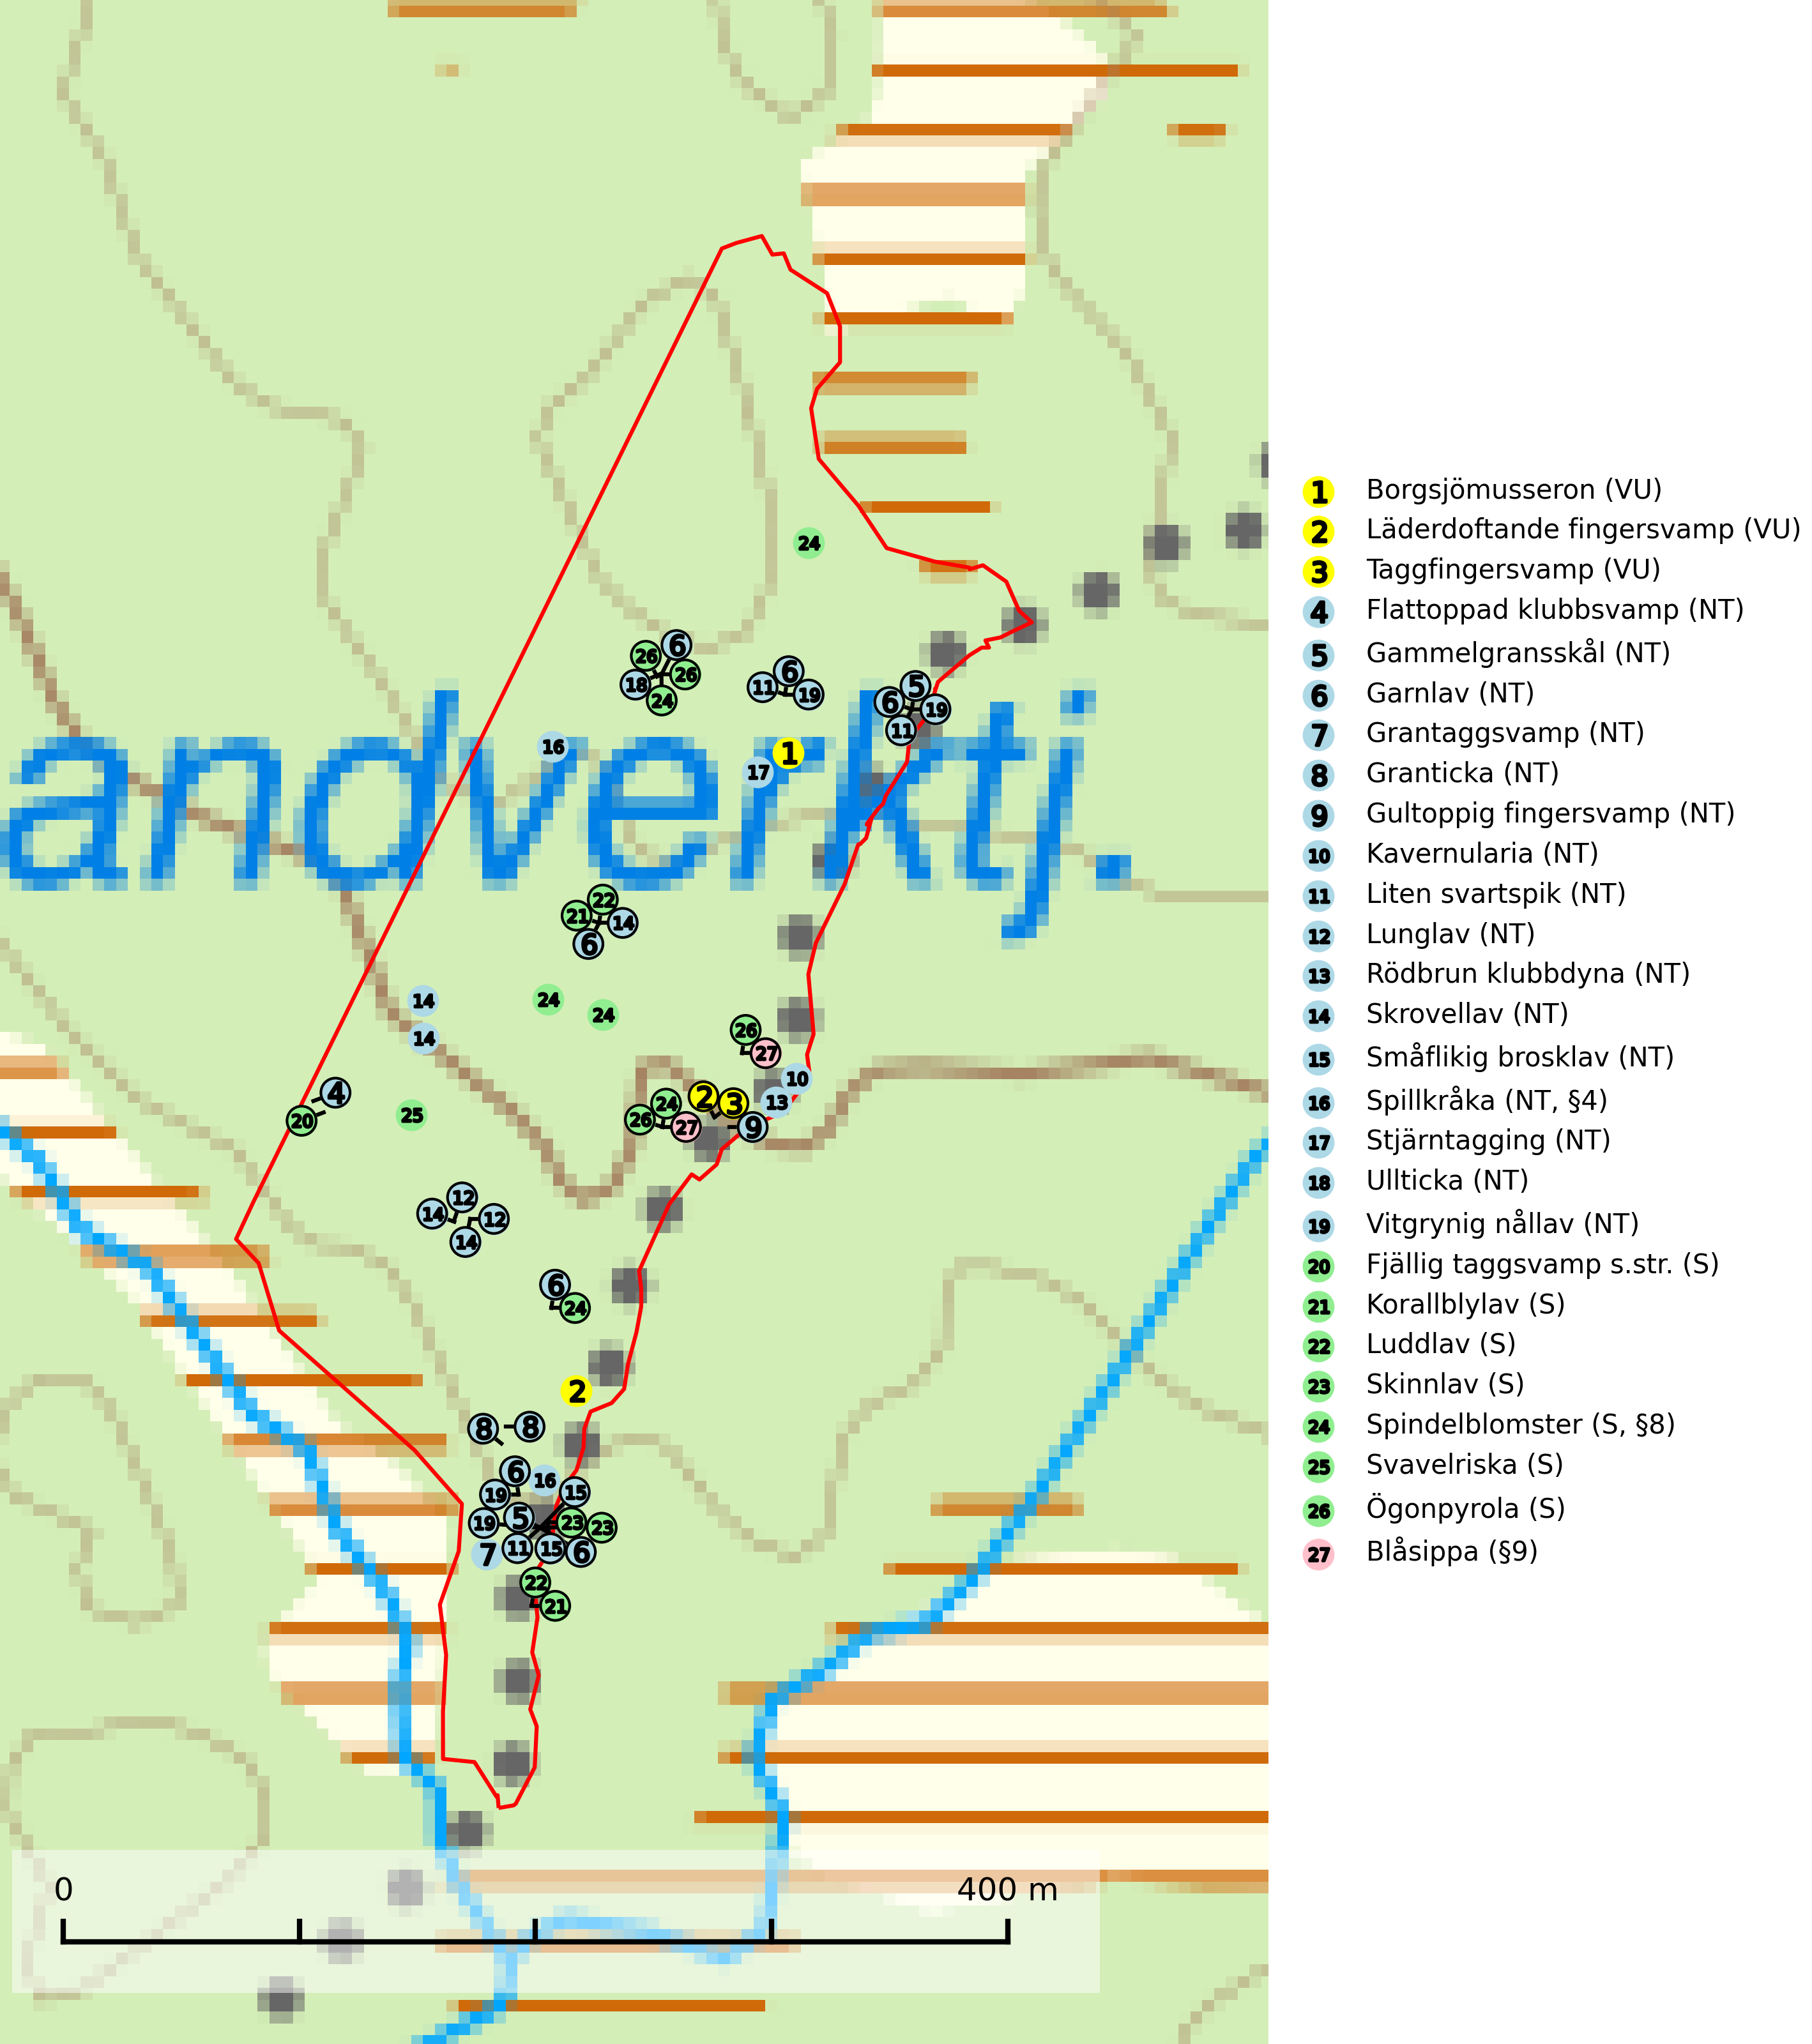 24
6
26
26
18
24
6
11
19
5
6
19
11
16
1
17
andverktj.
22
21
14
6
14
24
24
14
26
27
10
4
20
25
24
2
3
13
26
27
9
12
14
12
14
6
24
2
8
8
6
16
19
15
5
19
23
23
7
11
15
6
22
21
0
400 m
1 Borgsjömusseron (VU)
2 Läderdoftande fingersvamp (VU)
3 Taggfingersvamp (VU)
4 Flattoppad klubbsvamp (NT)
5 Gammelgransskål (NT)
6 Garnlav (NT)
7 Grantaggsvamp (NT)
8 Granticka (NT)
9 Gultoppig fingersvamp (NT)
10 Kavernularia (NT)
11 Liten svartspik (NT)
12 Lunglav (NT)
13 Rödbrun klubbdyna (NT)
14 Skrovellav (NT)
15 Småflikig brosklav (NT)
16 Spillkråka (NT, §4)
17 Stjärntagging (NT)
18 Ullticka (NT)
19 Vitgrynig nållav (NT)
20 Fjällig taggsvamp s.str. (S)
21 Korallblylav (S)
22 Luddlav (S)
23 Skinnlav (S)
24 Spindelblomster (S, §8)
25 Svavelriska (S)
26 Ögonpyrola (S)
27 Blåsippa (§9)